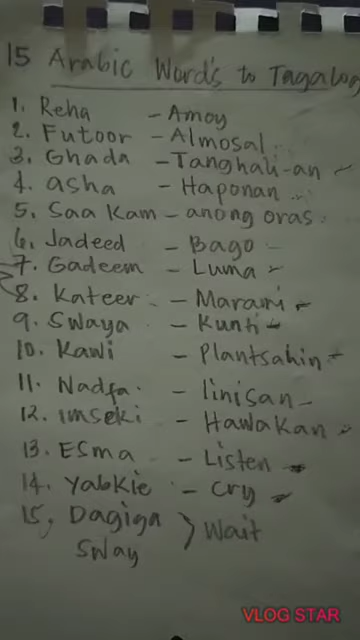 15 Arabic Word's to Tagalog
1. Reha - Amoy
2. Futoor - Almosal
3. Ghada - Tanghali-an
4. asha - Haponan
5. Saa Kam - anong oras
6. Jadeed - Bago
7. Gadeem - Luma
8. Kateer - Marami
9. Swaya - Kunti
10. Kawi - Plantsahin
11. Nadfa - linisan
12. imseki - Hawakan
13. Esma - Listen
14. Yabkie - Cry
15, Dagiga } Wait
Sway
VLOG STAR